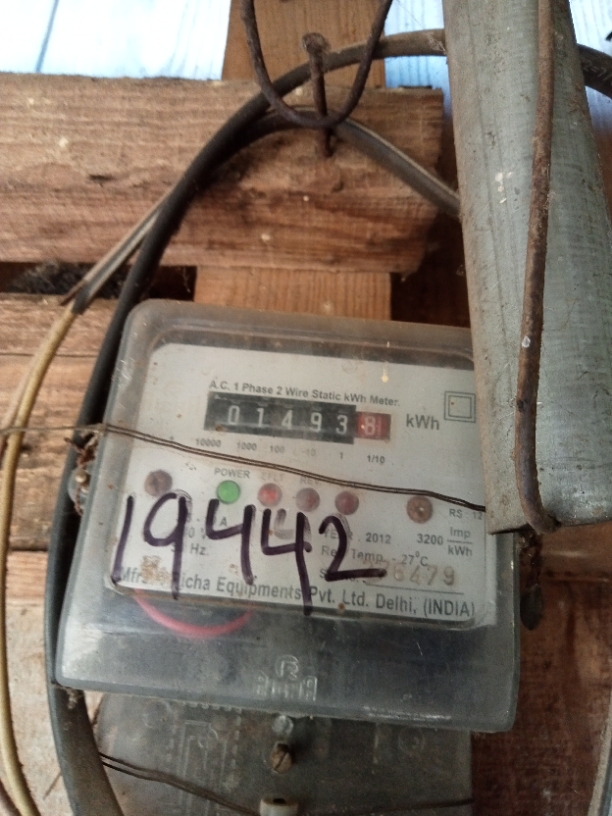 A.C. 1 Phase 2 Wire Static kWh Meter.
014938 kWh
10000 1000 100 10 1 1/10
POWER
19442
2012
3200 Imp/kWh
Hz.
Temp. 27°C
Richa Equipments Pvt. Ltd. Delhi, (INDIA)
R